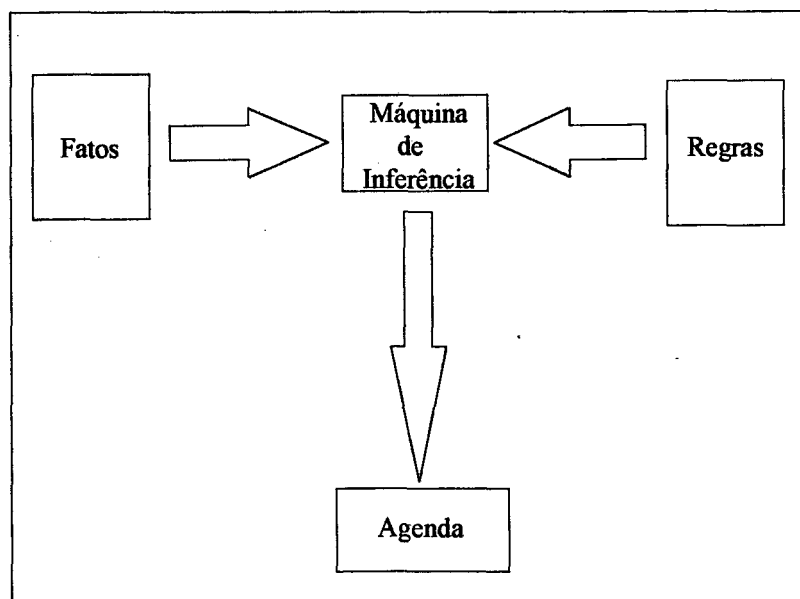 Fatos
Máquina
de
Inferência
Regras
Agenda